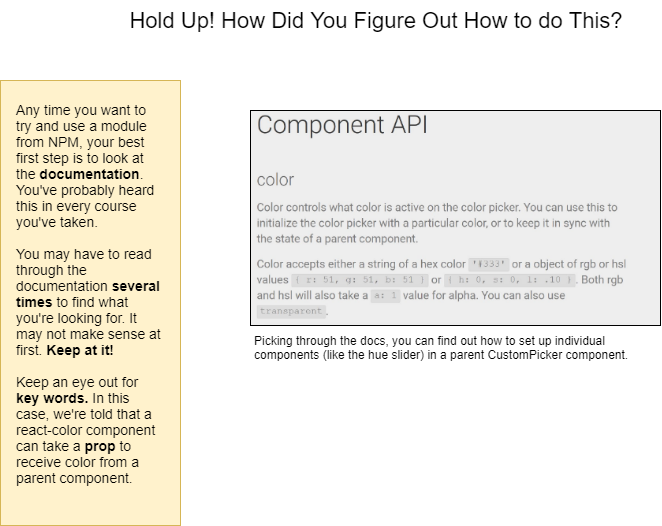 Hold Up! How Did You Figure Out How to do This?
Any time you want to
try and use a module
from NPM, your best
first step is to look at
the documentation.
You've probably heard
this in every course
you've taken.
You may have to read
through the
documentation several
times to find what
you're looking for. It
may not make sense at
first. Keep at it!
Keep an eye out for
key words. In this
case, we're told that a
react-color component
can take a prop to
receive color from a
parent component.
Component API
color
Color controls what color is active on the color picker. You can use this to
initialize the color picker with a particular color, or to keep it in sync with
the state of a parent component.
Color accepts either a string of a hex color '#333' or a object of rgb or hsl
values { r: 51, g: 51, b: 51 } or { h: 0, s: 0, l: .10 }. Both rgb
and hsl will also take a a: 1 value for alpha. You can also use
transparent.
Picking through the docs, you can find out how to set up individual
components (like the hue slider) in a parent CustomPicker component.